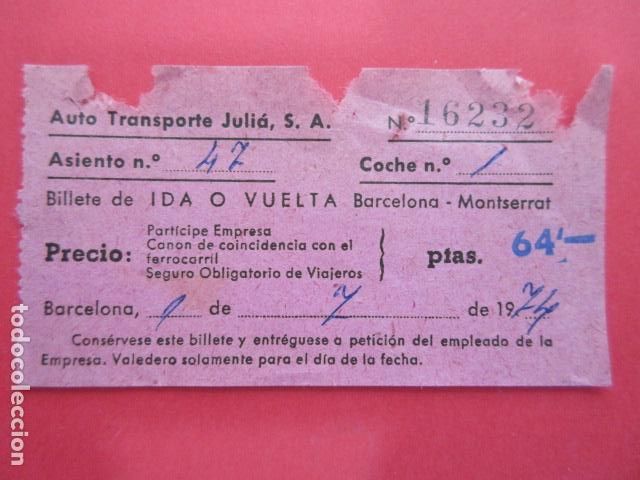 Auto Transporte Juliá, S. A. N.º 16232
Asiento n.º 47 Coche n.º 1
Billete de IDA O VUELTA Barcelona - Montserrat
Precio: Partícipe Empresa
Canon de coincidencia con el
ferrocarril
Seguro Obligatorio de Viajeros
ptas. 64'-
Barcelona, 1 de 7 de 1974
Consérvese este billete y entréguese a petición del empleado de la
Empresa. Valedero solamente para el día de la fecha.
todocoleccion.net